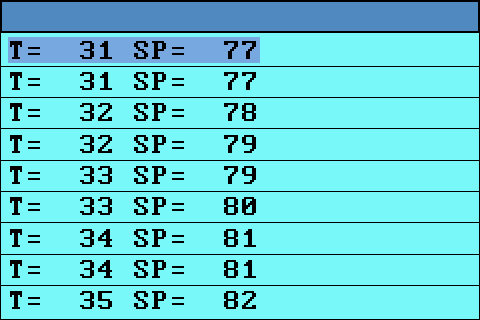 T=  31 SP=  77
T=  31 SP=  77
T=  32 SP=  78
T=  32 SP=  79
T=  33 SP=  79
T=  33 SP=  80
T=  34 SP=  81
T=  34 SP=  81
T=  35 SP=  82